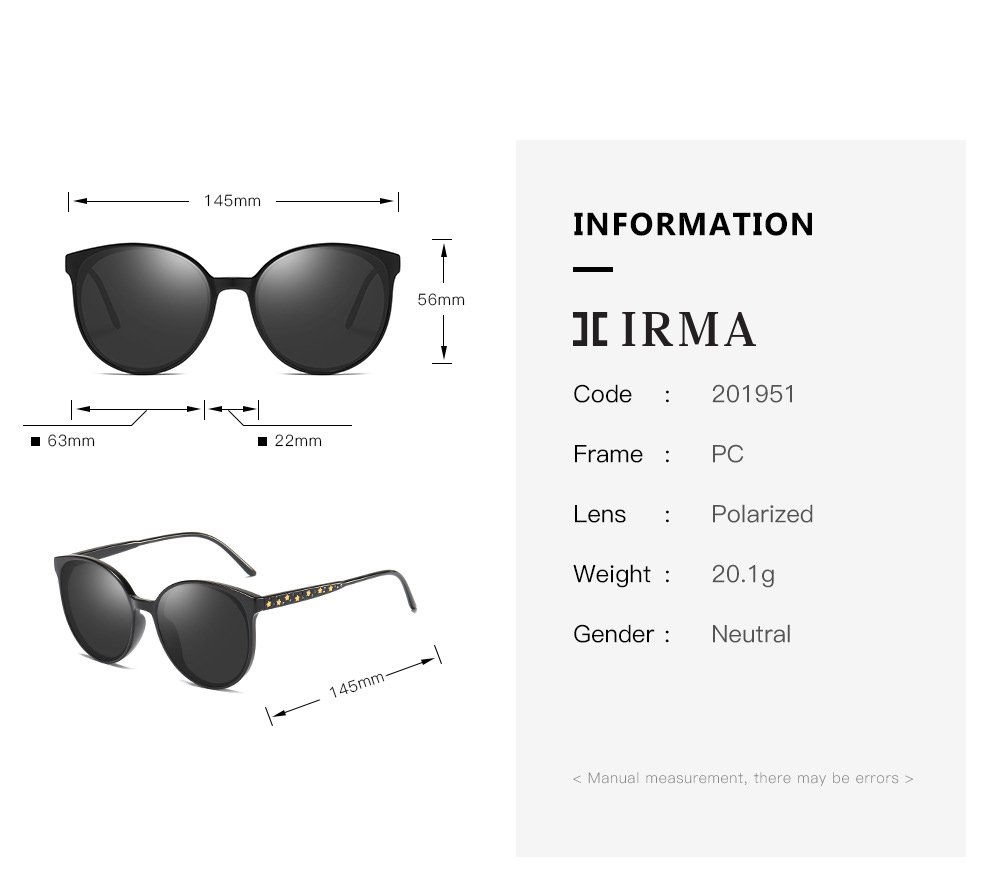 145mm
56mm
■ 63mm
■ 22mm
145mm
INFORMATION
IRMA
Code : 201951
Frame : PC
Lens : Polarized
Weight : 20.1g
Gender : Neutral
< Manual measurement, there may be errors >